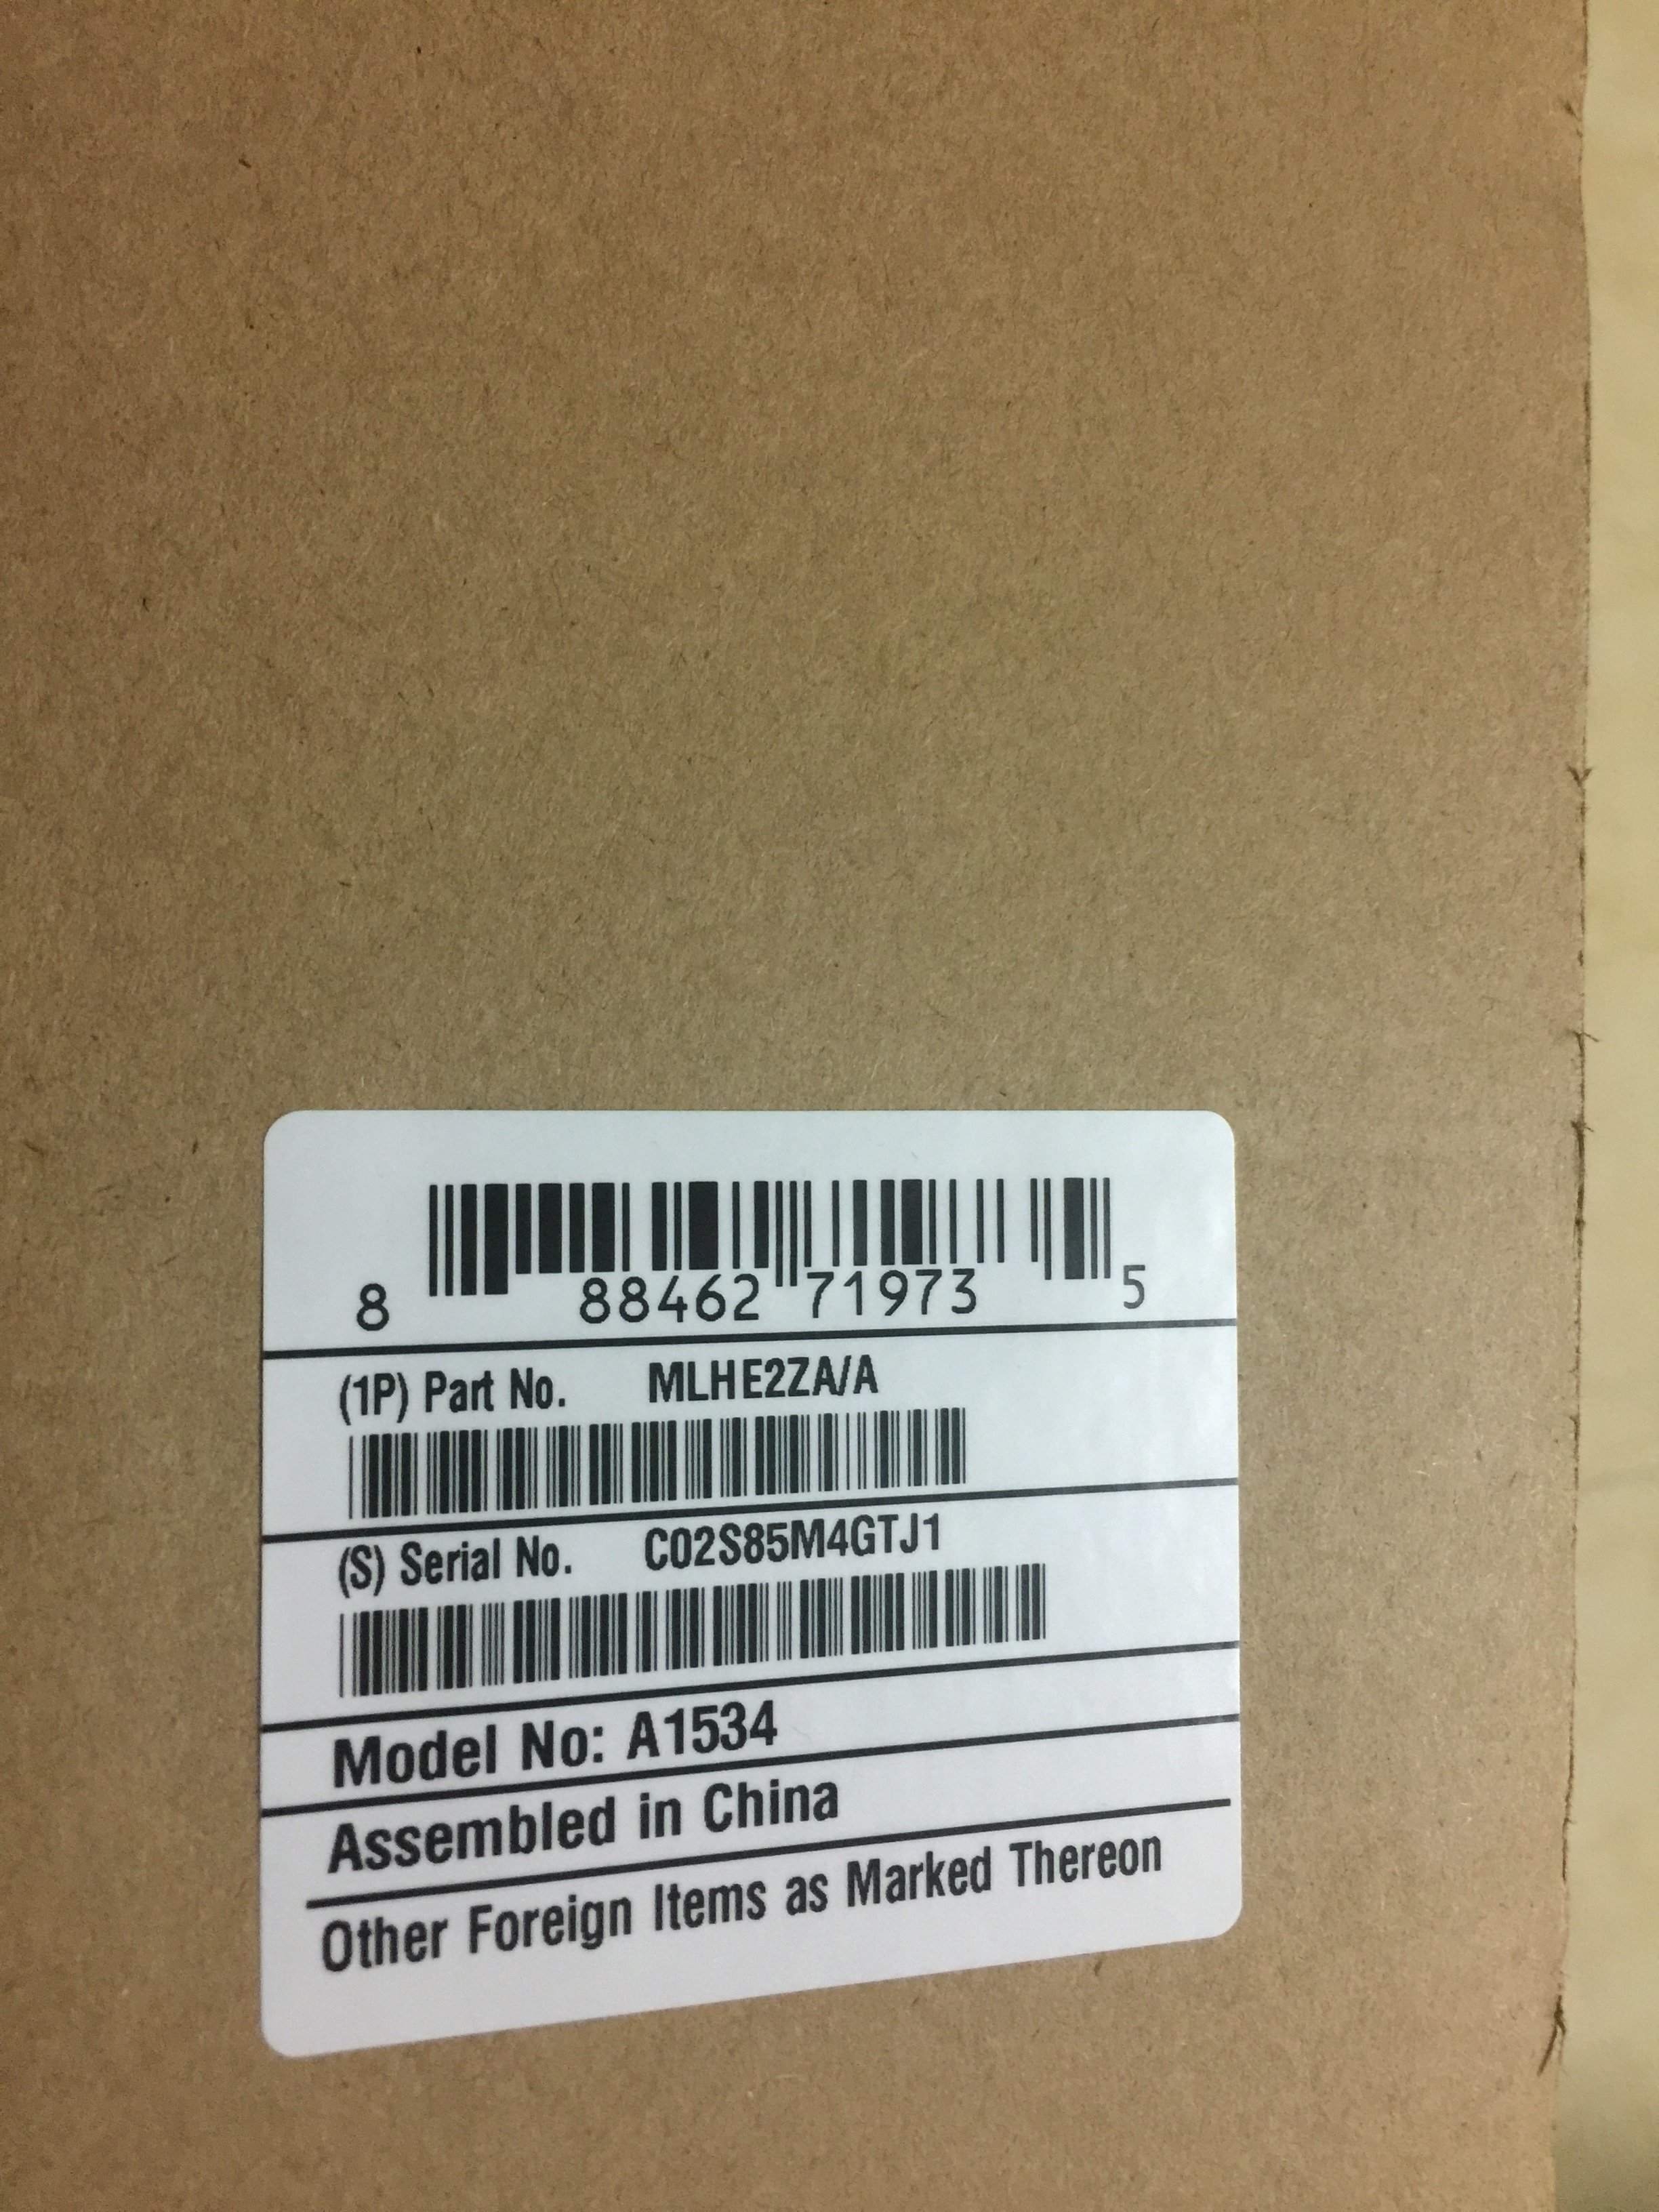 8 88462 71973 5
(1P) Part No. MLHE2ZA/A
(S) Serial No. C02S85M4GTJ1
Model No: A1534
Assembled in China
Other Foreign Items as Marked Thereon